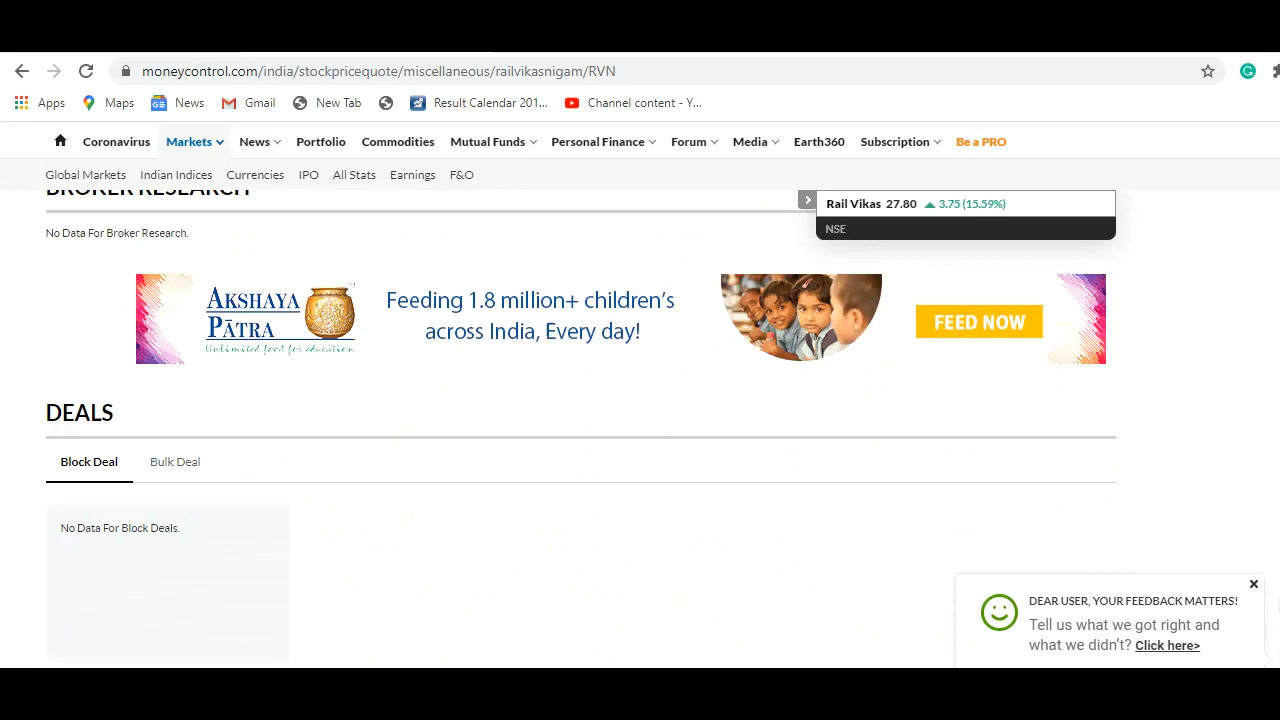 moneycontrol.com/india/stockpricequote/miscellaneous/railvikasnigam/RVN
Apps Maps News Gmail New Tab Result Calendar 201... Channel content - Y...
Coronavirus Markets News Portfolio Commodities Mutual Funds Personal Finance Forum Media Earth360 Subscription Be a PRO
Global Markets Indian Indices Currencies IPO All Stats Earnings F&O
BROKER RESEARCH
Rail Vikas 27.80 3.75 (15.59%)
NSE
No Data For Broker Research.
AKSHAYA
PĀTRA
TM
Unlimited food for education
Feeding 1.8 million+ children's
across India, Every day!
FEED NOW
DEALS
Block Deal Bulk Deal
No Data For Block Deals.
DEAR USER, YOUR FEEDBACK MATTERS!
Tell us what we got right and
what we didn't? Click here>